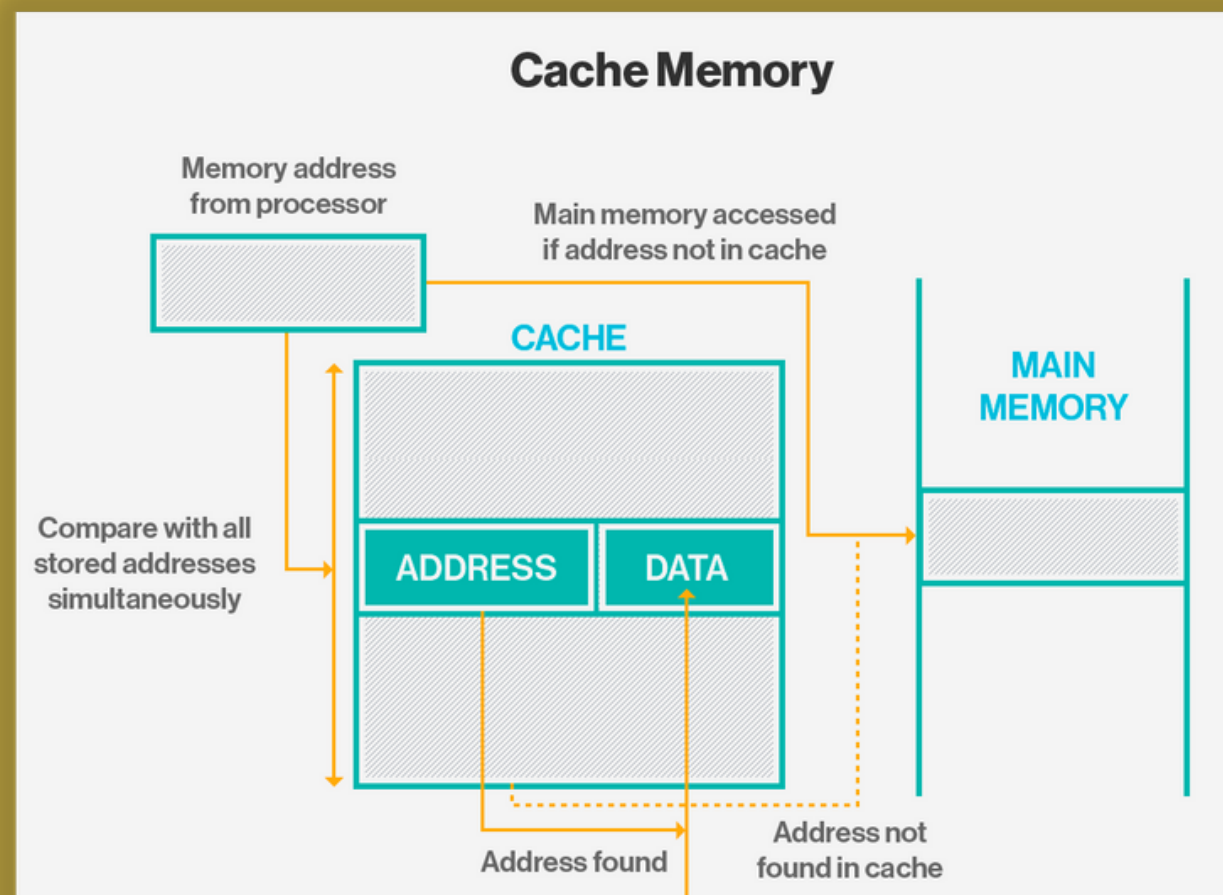 Cache Memory
Memory address
from processor
Main memory accessed
if address not in cache
CACHE
MAIN
MEMORY
Compare with all
stored addresses
simultaneously
ADDRESS
DATA
Address found
Address not
found in cache